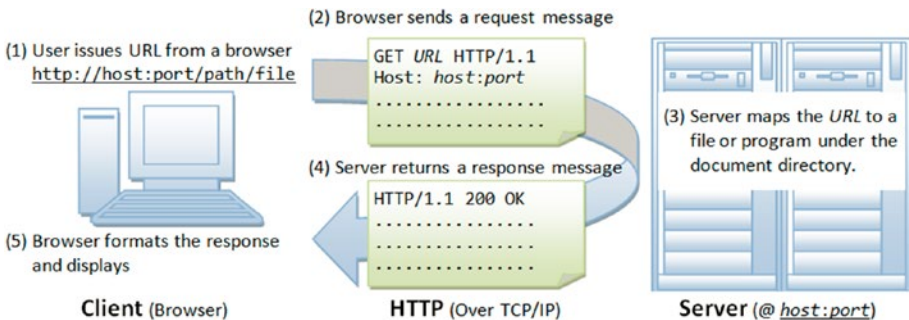 (1) User issues URL from a browser
http://host:port/path/file
(2) Browser sends a request message
GET URL HTTP/1.1
Host: host:port
. . . . . . . . . . . . . . . . .
. . . . . . . . . . . . . . . . .
(3) Server maps the URL to a
file or program under the
document directory.
(4) Server returns a response message
HTTP/1.1 200 OK
. . . . . . . . . . . . . . . .
. . . . . . . . . . . . . . . .
. . . . . . . . . . . . . . . .
(5) Browser formats the response
and displays
Client (Browser)
HTTP (Over TCP/IP)
Server (@ host:port)